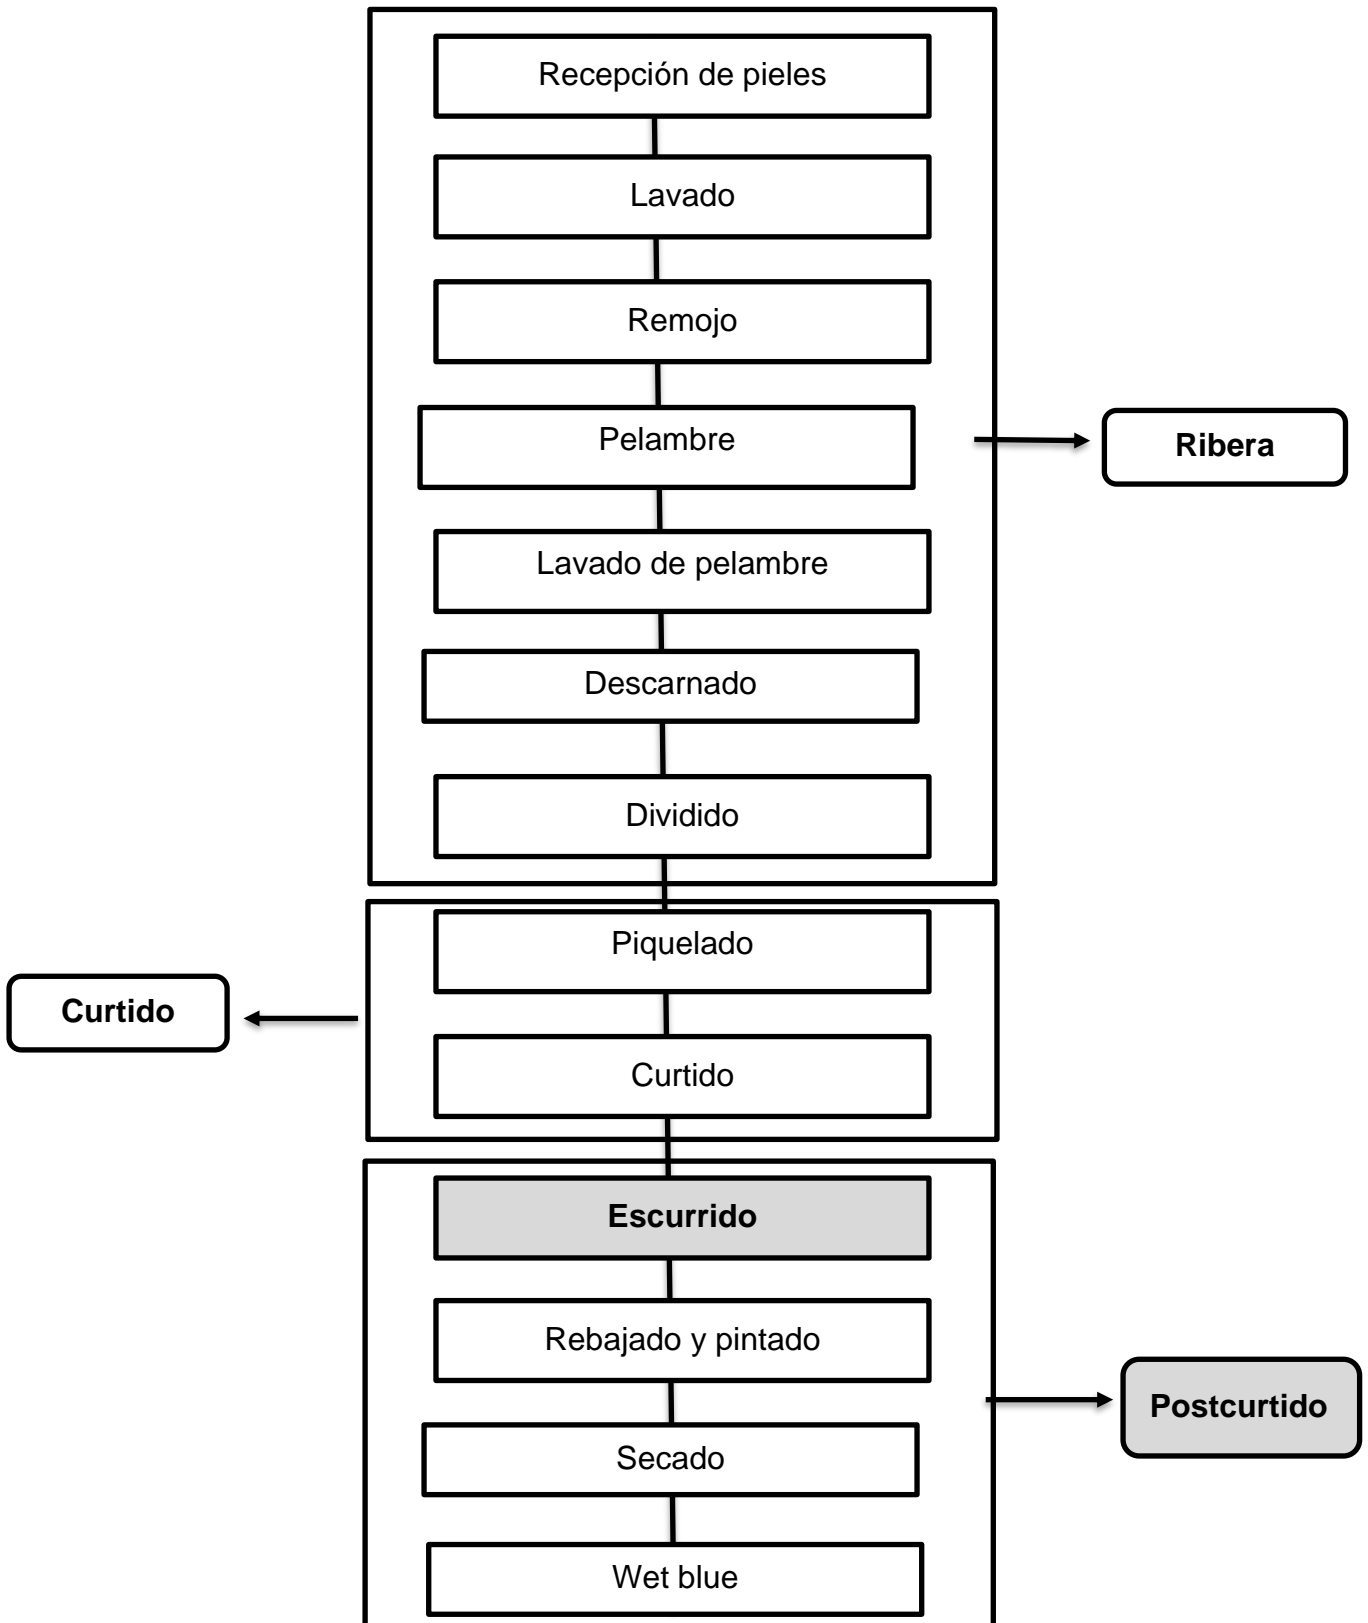 Recepción de pieles
Lavado
Remojo
Pelambre
Ribera
Lavado de pelambre
Descarnado
Dividido
Piquelado
Curtido
Curtido
Escurrido
Rebajado y pintado
Postcurtido
Secado
Wet blue